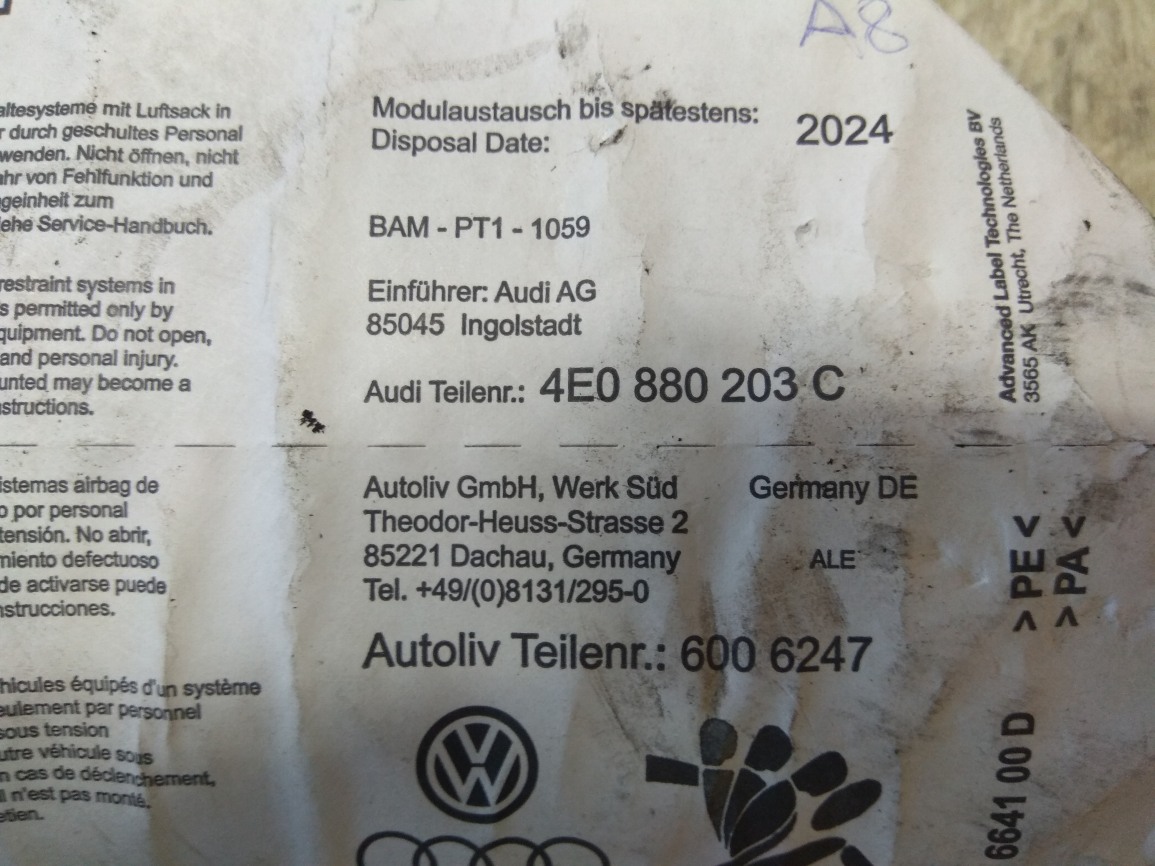 A8
altesysteme mit Luftsack in
r durch geschultes Personal
wenden. Nicht öffnen, nicht
ahr von Fehlfunktion und
geinheit zum
iehe Service-Handbuch.
restraint systems in
s permitted only by
quipment. Do not open,
and personal injury.
unted may become a
structions.
istemas airbag de
o por personal
tensión. No abrir,
miento defectuoso
de activarse puede
nstrucciones.
hicules équipés d'un système
eulement par personnel
sous tension
utre véhicule sous
n cas de déclenchement,
il n'est pas monté.
etien.
Modulaustausch bis spätestens:
Disposal Date:
2024
BAM - PT1 - 1059
Einführer: Audi AG
85045 Ingolstadt
Audi Teilenr.: 4E0 880 203 C
Autoliv GmbH, Werk Süd
Germany DE
Theodor-Heuss-Strasse 2
85221 Dachau, Germany
ALE
Tel. +49/(0)8131/295-0
Autoliv Teilenr.: 600 6247
VW
Advanced Label Technologies BV
3565 AK Utrecht, The Netherlands
> PE <
> PA <
6641 00 D